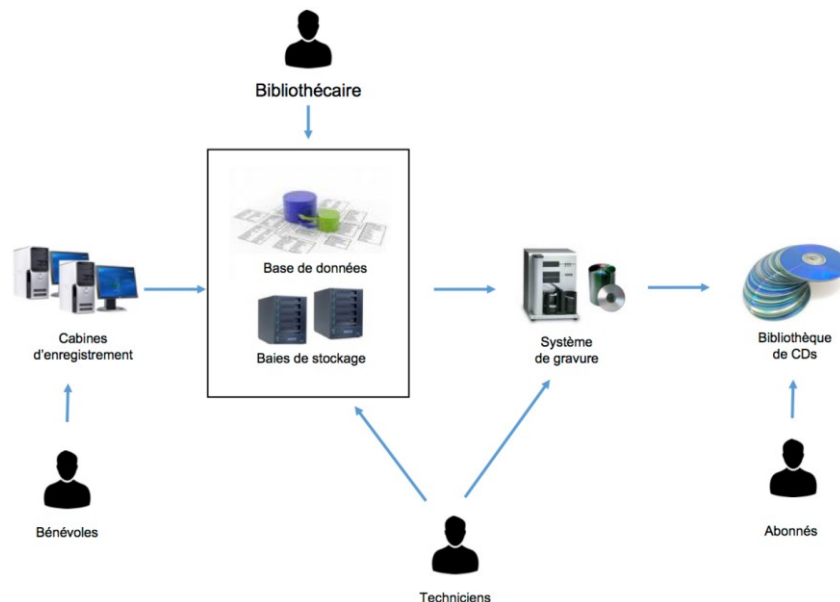 Bibliothécaire
Base de données
Baies de stockage
Cabines
d'enregistrement
Système
de gravure
Bibliothèque
de CDs
Bénévoles
Techniciens
Abonnés